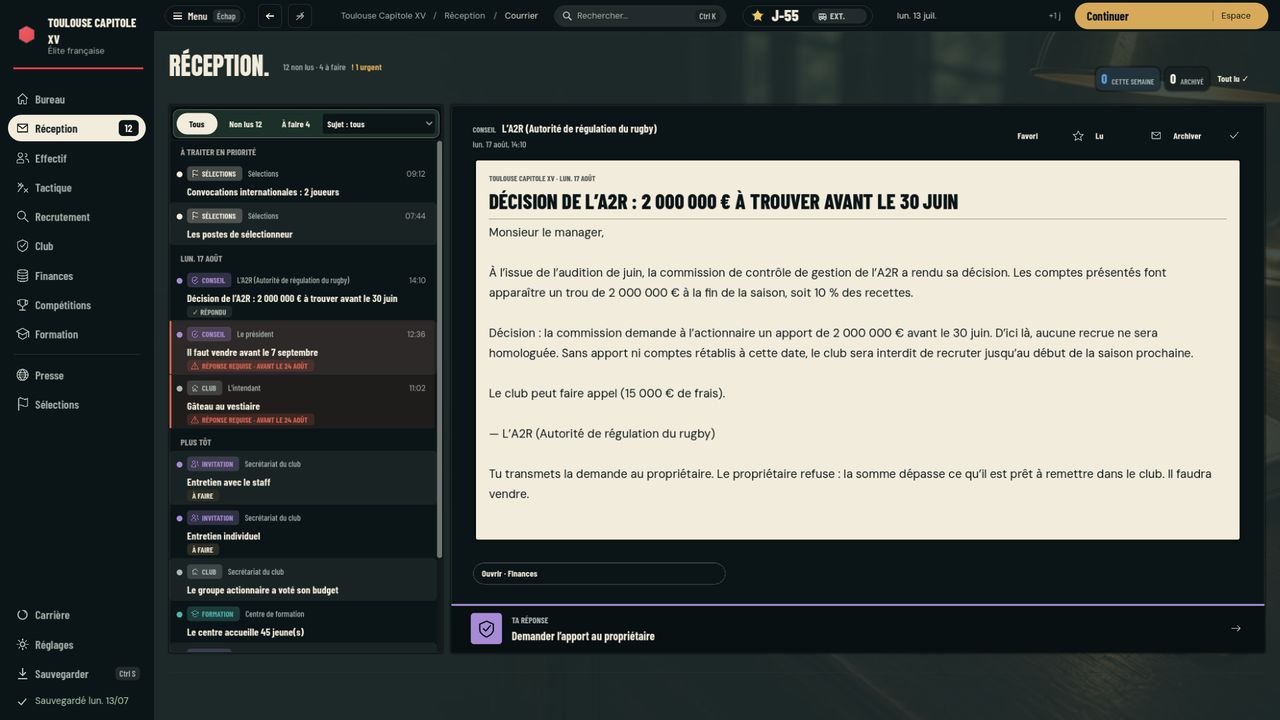 TOULOUSE CAPITOLE XV
Élite française
Menu Échap
Toulouse Capitole XV / Réception / Courrier
Rechercher... Ctrl K
J-55 EXT.
lun. 13 juil.
+1 j
Continuer Espace
Bureau
Réception 12
Effectif
Tactique
Recrutement
Club
Finances
Compétitions
Formation
Presse
Sélections
Carrière
Réglages
Sauvegarder Ctrl S
Sauvegardé lun. 13/07
RÉCEPTION.
12 non lus · 4 à faire ! 1 urgent
0 CETTE SEMAINE 0 ARCHIVÉ Tout lu ✓
Tous Non lus 12 À faire 4 Sujet : tous
À TRAITER EN PRIORITÉ
SÉLECTIONS Sélections 09:12
Convocations internationales : 2 joueurs
SÉLECTIONS Sélections 07:44
Les postes de sélectionneur
LUN. 17 AOÛT
CONSEIL L'A2R (Autorité de régulation du rugby) 14:10
Décision de l'A2R : 2 000 000 € à trouver avant le 30 juin
✓ RÉPONDU
CONSEIL Le président 12:36
Il faut vendre avant le 7 septembre
RÉPONSE REQUISE · AVANT LE 24 AOÛT
CLUB L'intendant 11:02
Gâteau au vestiaire
RÉPONSE REQUISE · AVANT LE 24 AOÛT
PLUS TÔT
INVITATION Secrétariat du club
Entretien avec le staff
À FAIRE
INVITATION Secrétariat du club
Entretien individuel
À FAIRE
CLUB Secrétariat du club
Le groupe actionnaire a voté son budget
FORMATION Centre de formation
Le centre accueille 45 jeune(s)
CONSEIL L'A2R (Autorité de régulation du rugby)
lun. 17 août, 14:10
Favori Lu Archiver
TOULOUSE CAPITOLE XV · LUN. 17 AOÛT
DÉCISION DE L'A2R : 2 000 000 € À TROUVER AVANT LE 30 JUIN
Monsieur le manager,
À l'issue de l'audition de juin, la commission de contrôle de gestion de l'A2R a rendu sa décision. Les comptes présentés font
apparaître un trou de 2 000 000 € à la fin de la saison, soit 10 % des recettes.
Décision : la commission demande à l'actionnaire un apport de 2 000 000 € avant le 30 juin. D'ici là, aucune recrue ne sera
homologuée. Sans apport ni comptes rétablis à cette date, le club sera interdit de recruter jusqu'au début de la saison prochaine.
Le club peut faire appel (15 000 € de frais).
— L'A2R (Autorité de régulation du rugby)
Tu transmets la demande au propriétaire. Le propriétaire refuse : la somme dépasse ce qu'il est prêt à remettre dans le club. Il faudra
vendre.
Ouvrir · Finances
TA RÉPONSE
Demander l'apport au propriétaire